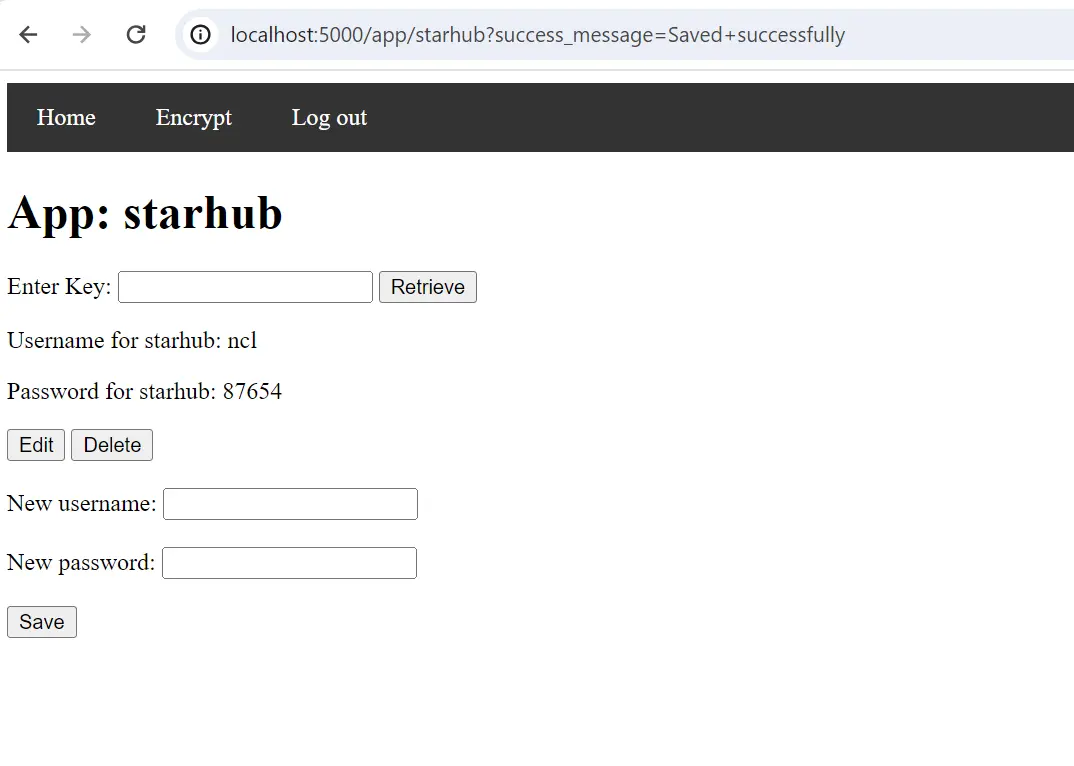 localhost:5000/app/starhub?success_message=Saved+successfully
Home Encrypt Log out
App: starhub
Enter Key: Retrieve
Username for starhub: ncl
Password for starhub: 87654
Edit Delete
New username:
New password:
Save